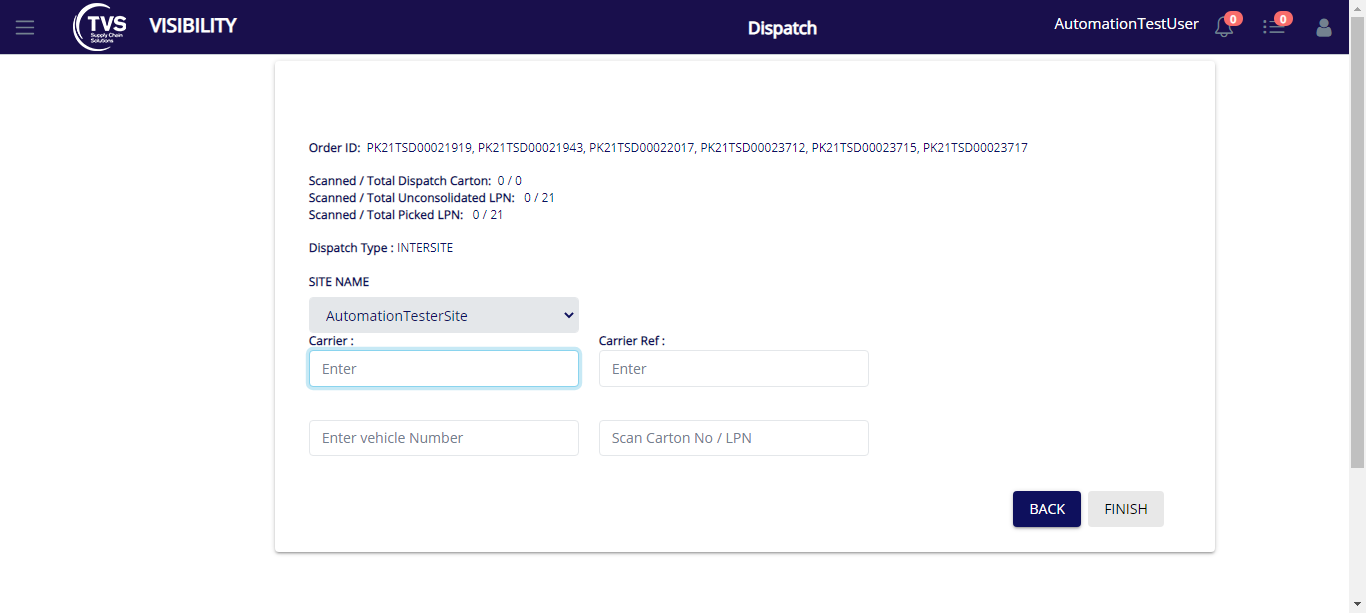 TVS
Supply Chain
Solutions
VISIBILITY
Dispatch
AutomationTestUser
0
0
Order ID: PK21TSD00021919, PK21TSD00021943, PK21TSD00022017, PK21TSD00023712, PK21TSD00023715, PK21TSD00023717
Scanned / Total Dispatch Carton: 0 / 0
Scanned / Total Unconsolidated LPN: 0 / 21
Scanned / Total Picked LPN: 0 / 21
Dispatch Type : INTERSITE
SITE NAME
AutomationTesterSite
Carrier : Carrier Ref :
Enter Enter
Enter vehicle Number Scan Carton No / LPN
BACK FINISH